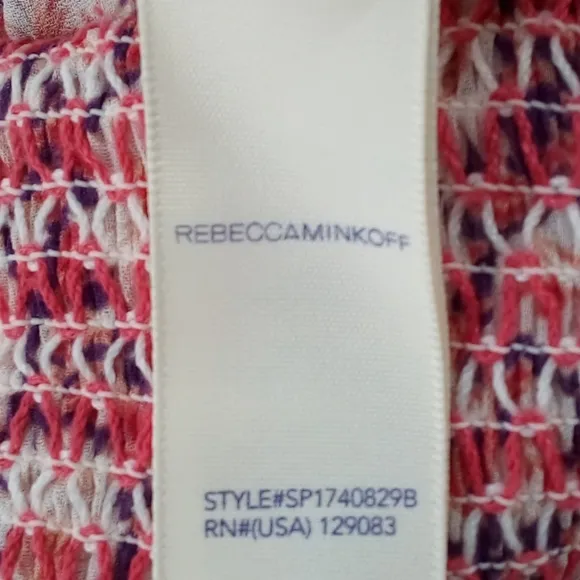 REBECCAMINKOFF
STYLE#SP1740829B
RN#(USA) 129083